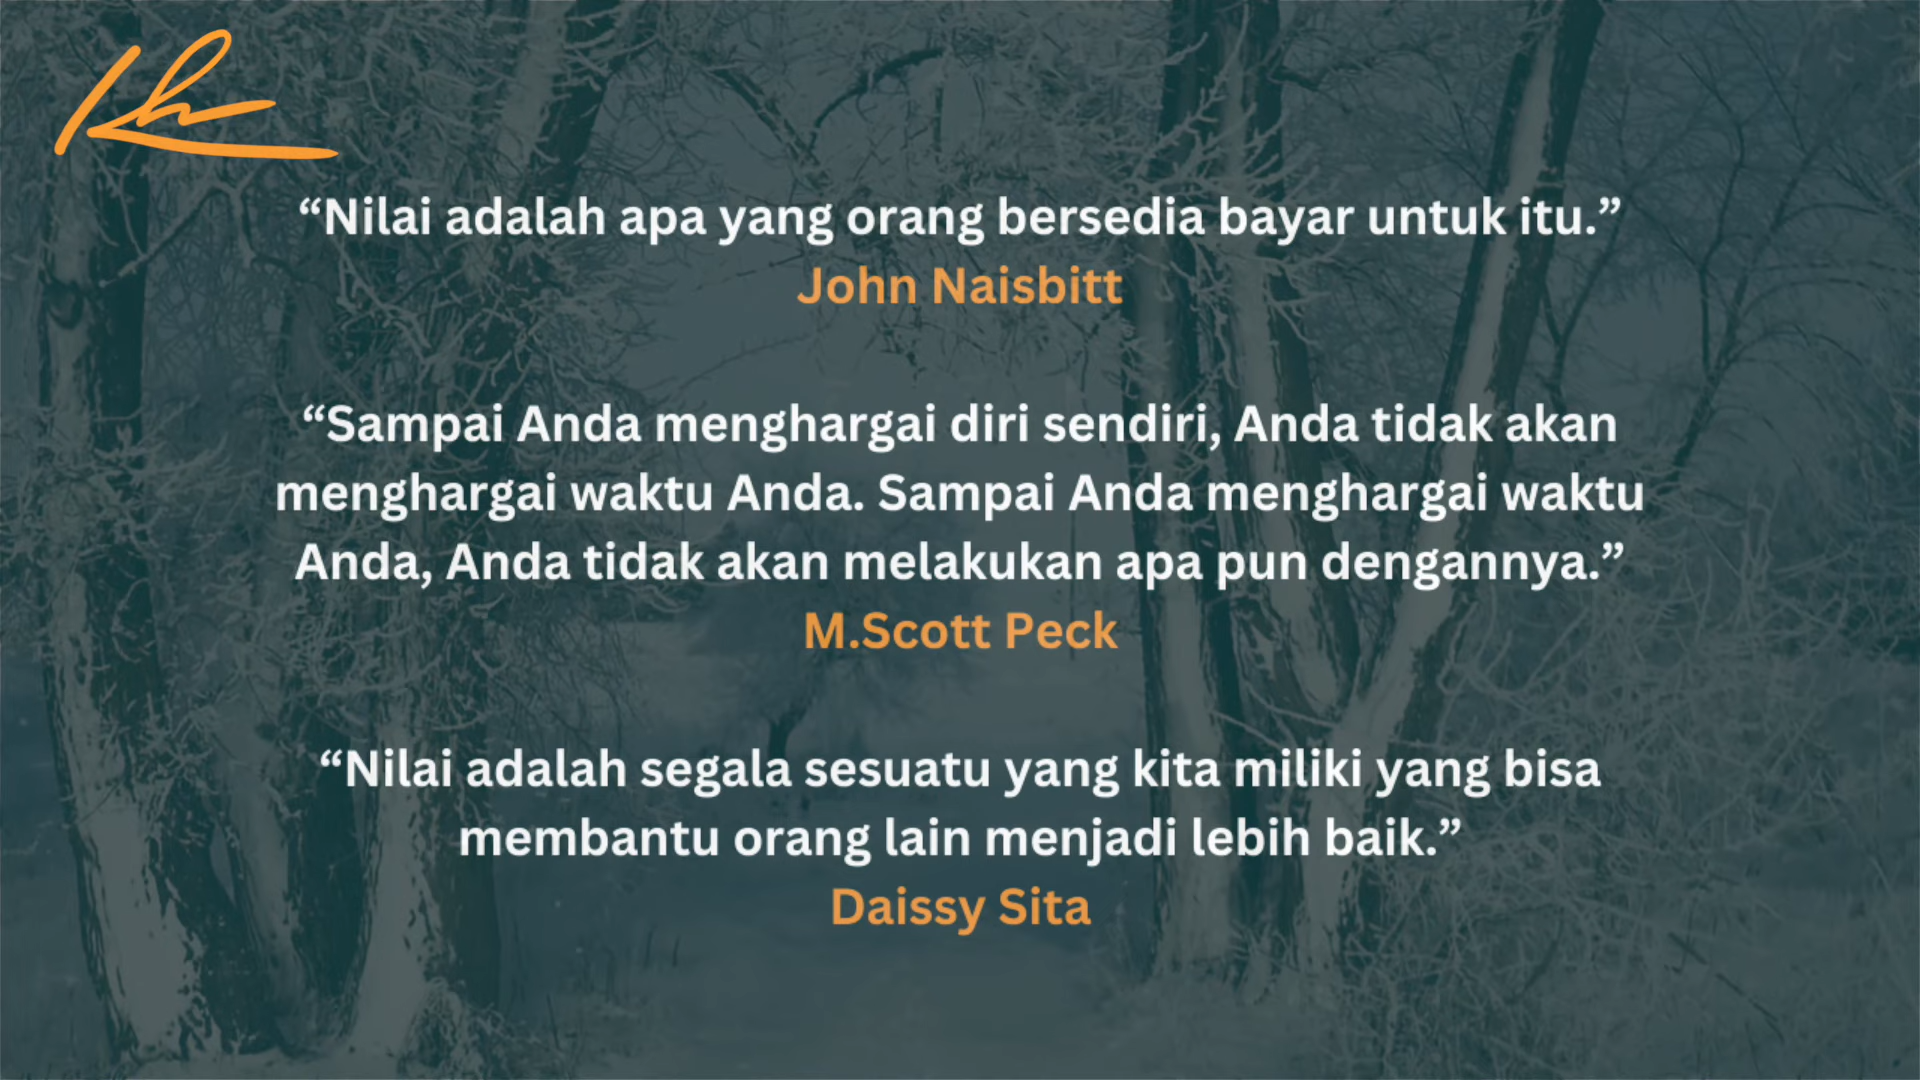 “Nilai adalah apa yang orang bersedia bayar untuk itu.”
John Naisbitt
“Sampai Anda menghargai diri sendiri, Anda tidak akan
menghargai waktu Anda. Sampai Anda menghargai waktu
Anda, Anda tidak akan melakukan apa pun dengannya.”
M.Scott Peck
“Nilai adalah segala sesuatu yang kita miliki yang bisa
membantu orang lain menjadi lebih baik.”
Daissy Sita